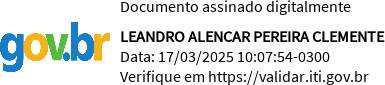 Documento assinado digitalmente
gov.br
LEANDRO ALENCAR PEREIRA CLEMENTE
Data: 17/03/2025 10:07:54-0300
Verifique em https://validar.iti.gov.br